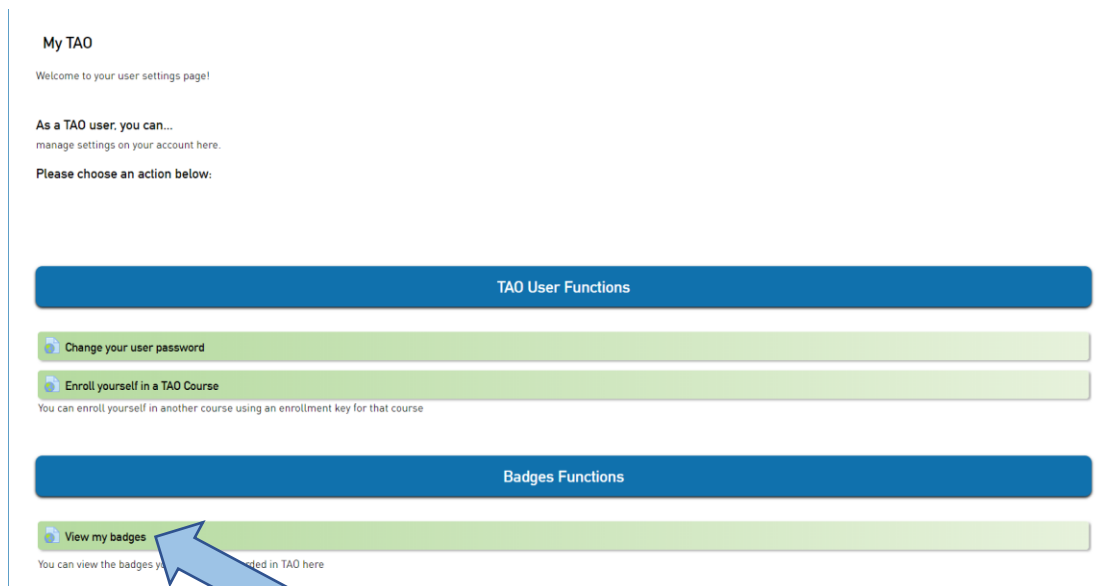 My TAO
Welcome to your user settings page!
As a TAO user, you can...
manage settings on your account here.
Please choose an action below:
TAO User Functions
Change your user password
Enroll yourself in a TAO Course
You can enroll yourself in another course using an enrollment key for that course
Badges Functions
View my badges
You can view the badges in TAO here